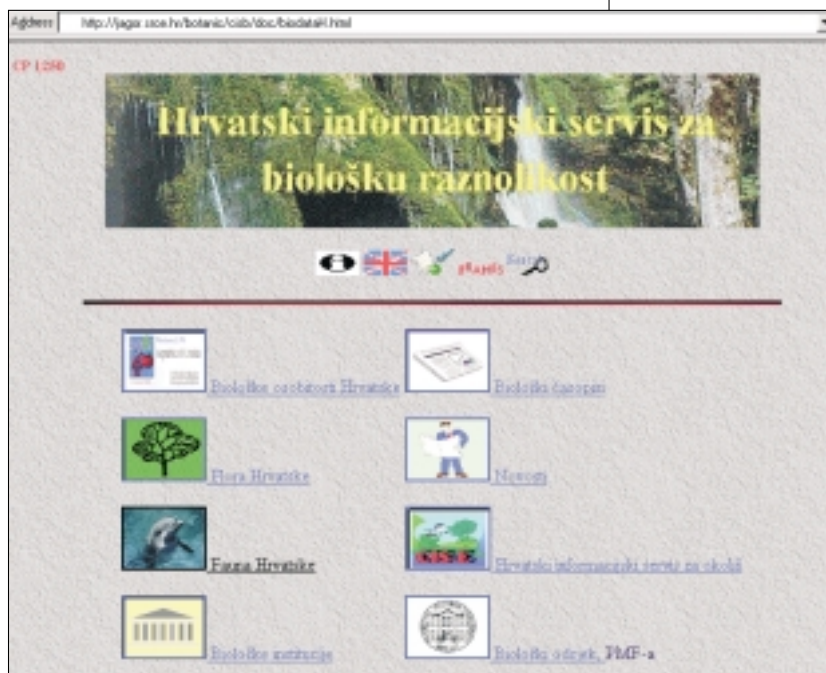 Address http://jagor.srce.hr/botanic/cisb/doc/biodataH.html
CP 1250
Hrvatski informacijski servis za
biološku raznolikost
Biološke osobitosti Hrvatske
Biološki časopisi
Flora Hrvatske
Novosti
CIS-E
Fauna Hrvatske
Hrvatski informacijski servis za okoliš
Biološke institucije
Biološki odsjek, PMF-a